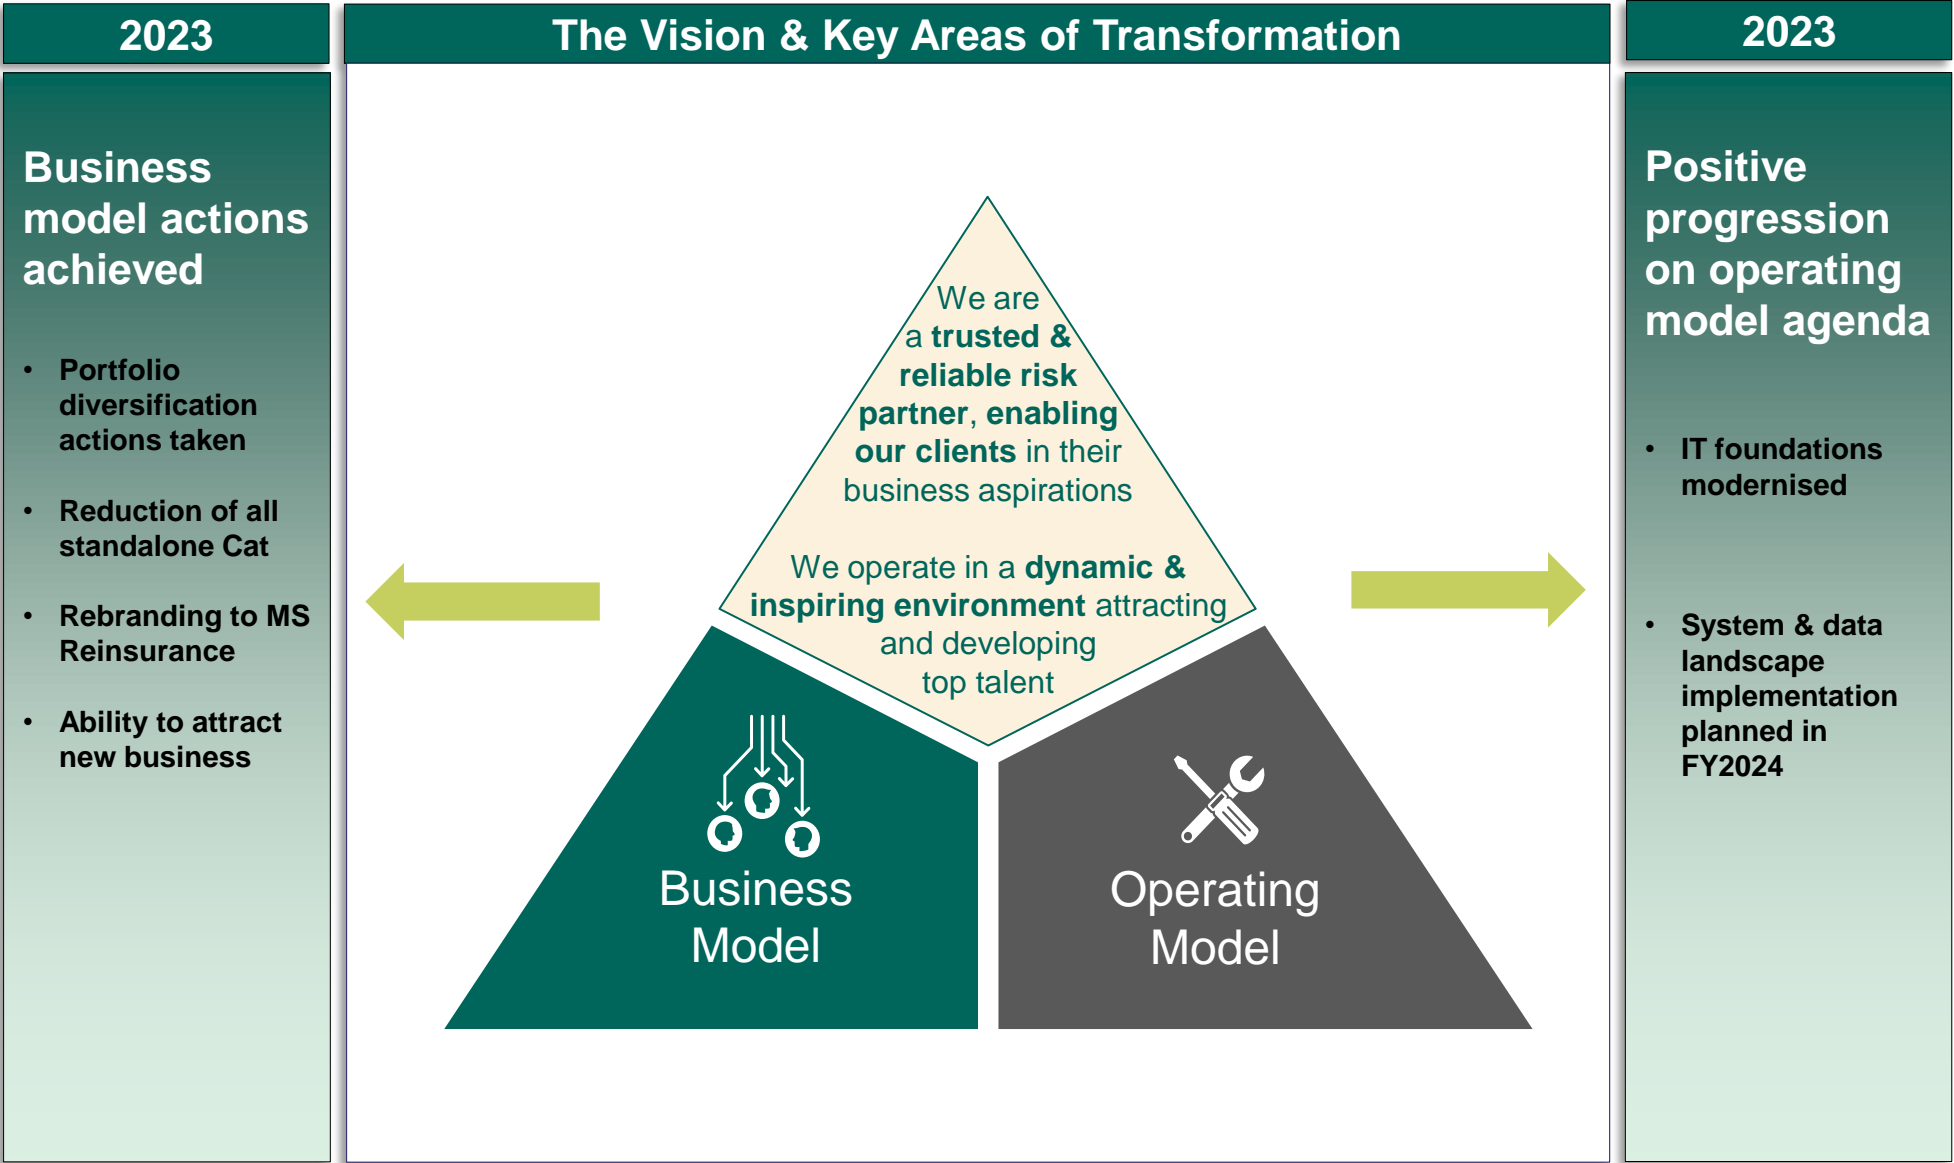 2023
Business
model actions
achieved
• Portfolio
diversification
actions taken
• Reduction of all
standalone Cat
• Rebranding to MS
Reinsurance
• Ability to attract
new business
The Vision & Key Areas of Transformation
We are
a trusted &
reliable risk
partner, enabling
our clients in their
business aspirations
We operate in a dynamic &
inspiring environment attracting
and developing
top talent
Business
Model
Operating
Model
2023
Positive
progression
on operating
model agenda
• IT foundations
modernised
• System & data
landscape
implementation
planned in
FY2024